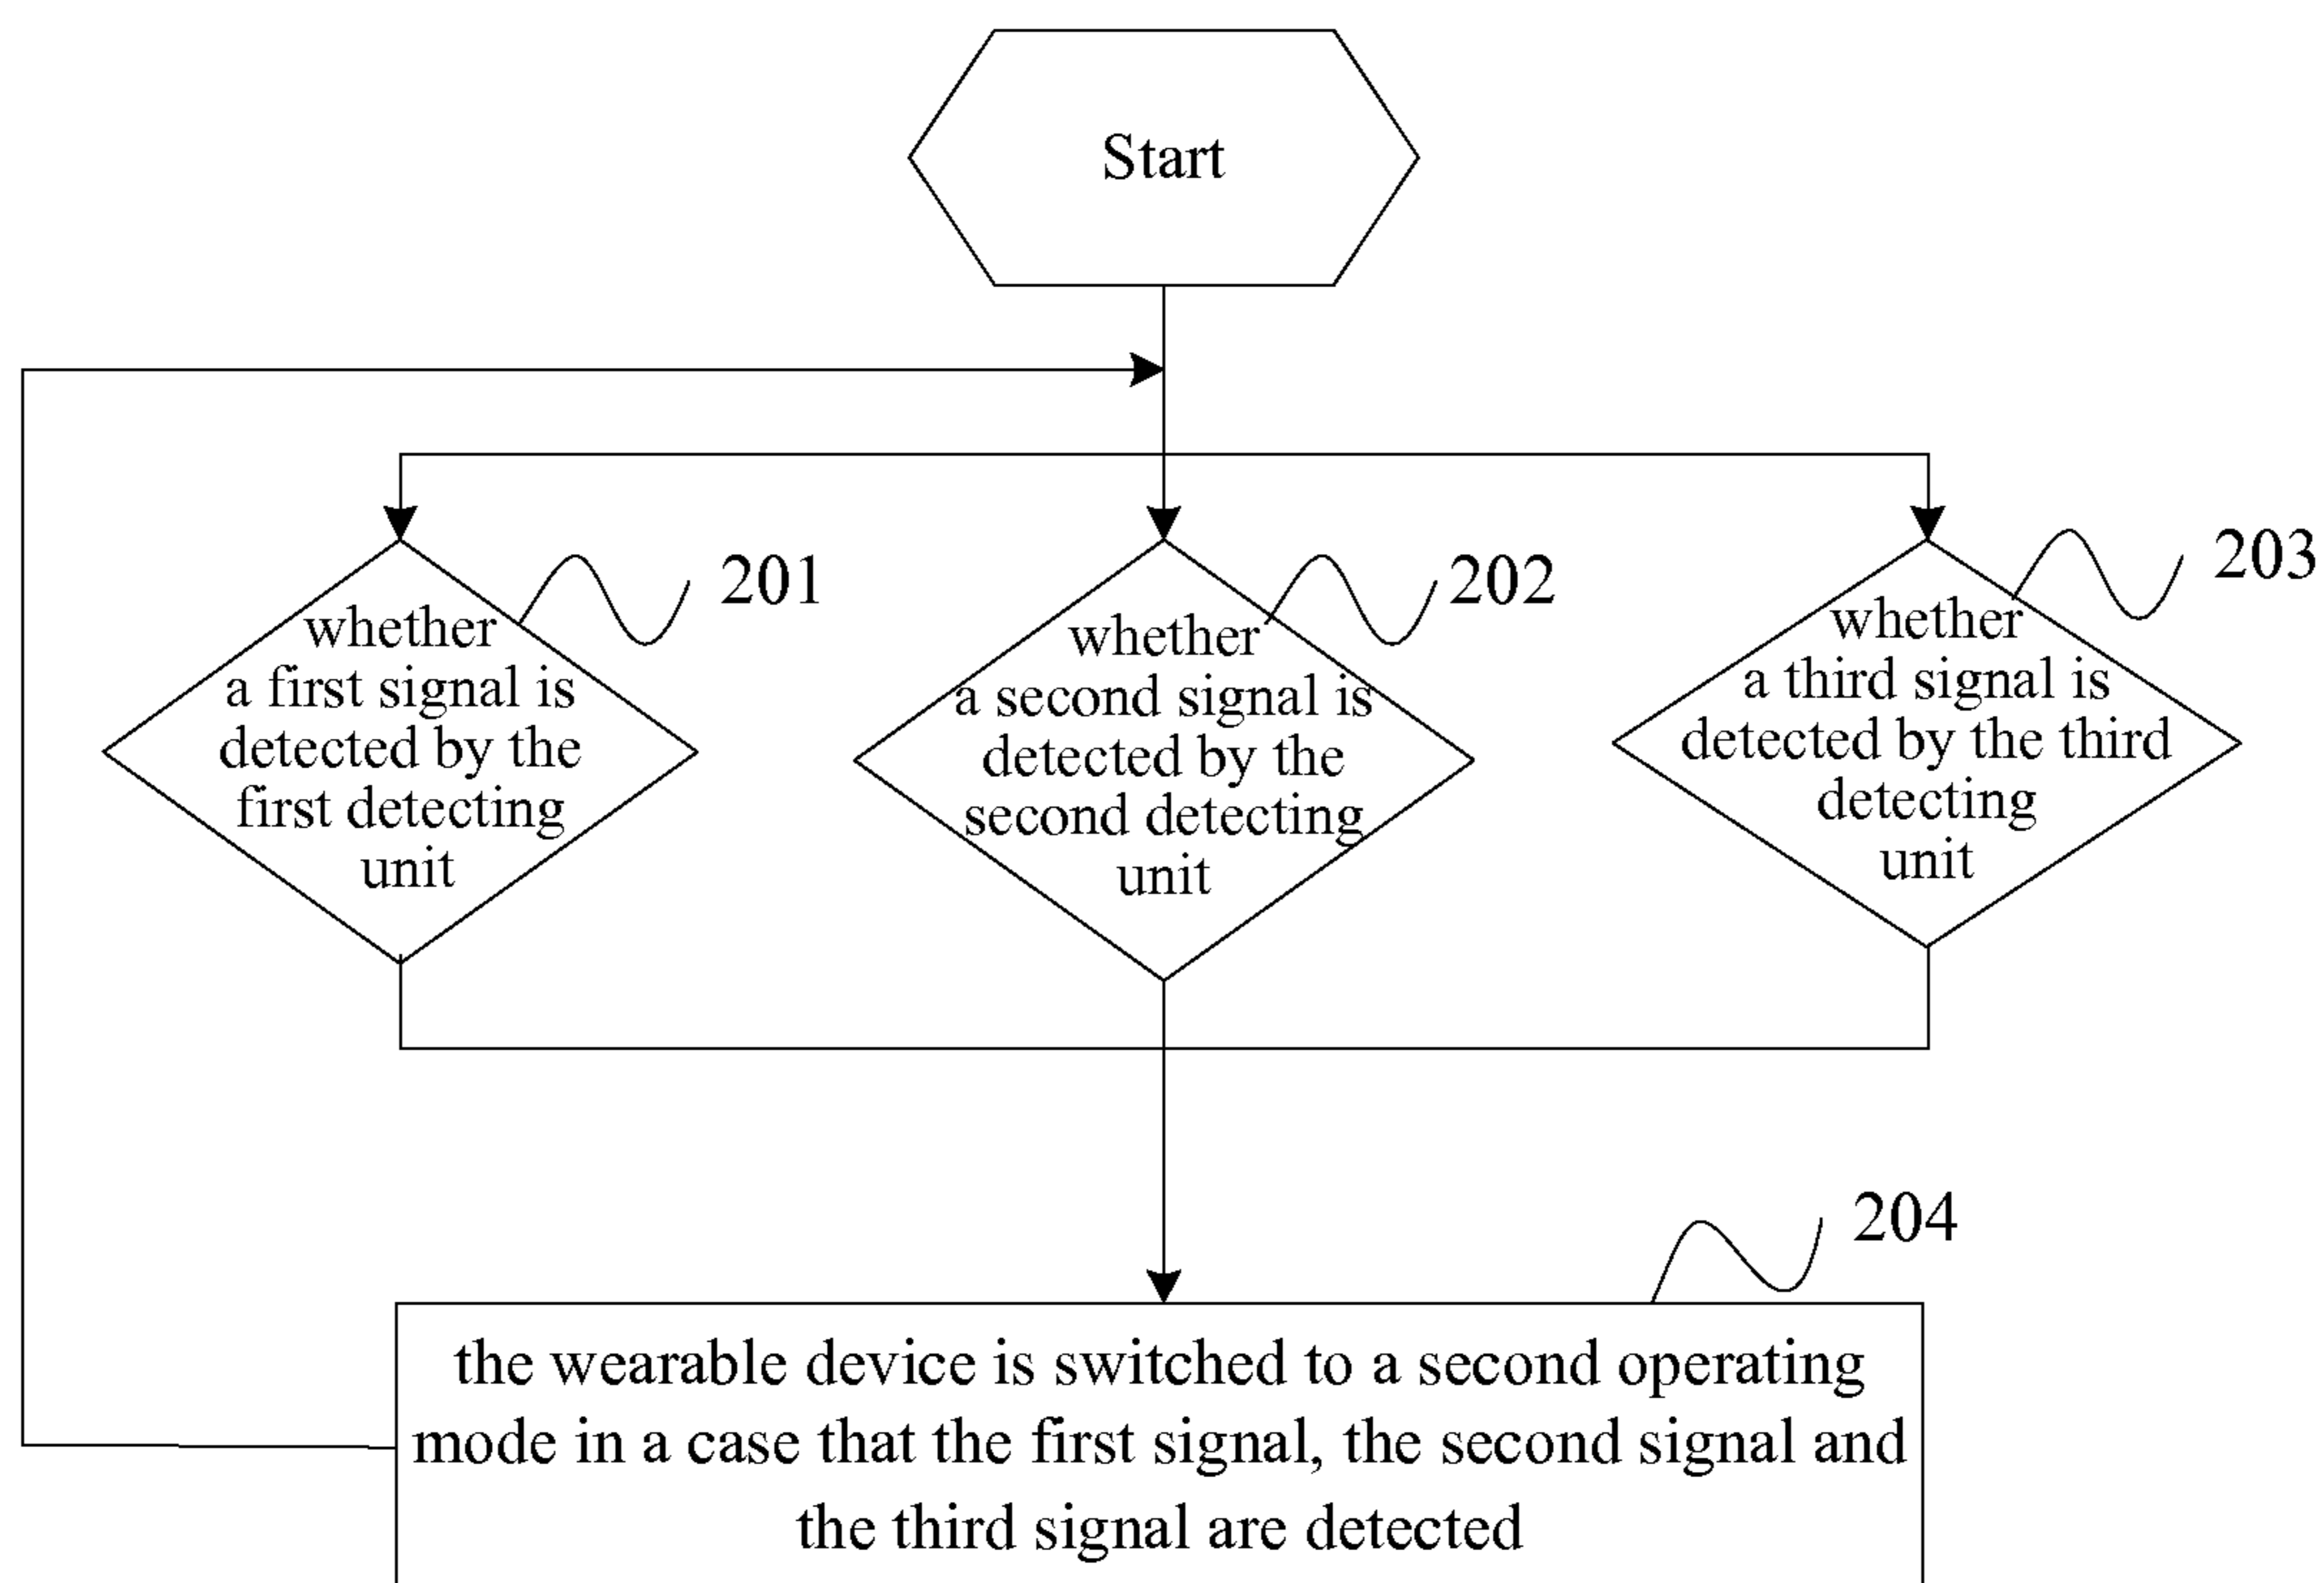 Start
201
whether
a first signal is
detected by the
first detecting
unit
202
whether
a second signal is
detected by the
second detecting
unit
203
whether
a third signal is
detected by the third
detecting
unit
204
the wearable device is switched to a second operating
mode in a case that the first signal, the second signal and
the third signal are detected